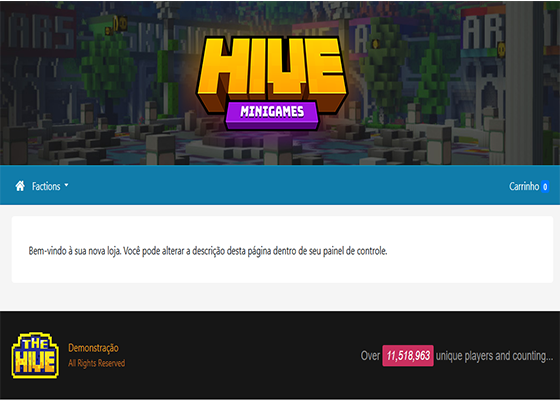 HIVE
MINIGAMES
Factions
Carrinho 0
Bem-vindo à sua nova loja. Você pode alterar a descrição desta página dentro de seu painel de controle.
THE
HIVE
Demonstração
All Rights Reserved
Over 11,518,963 unique players and counting...